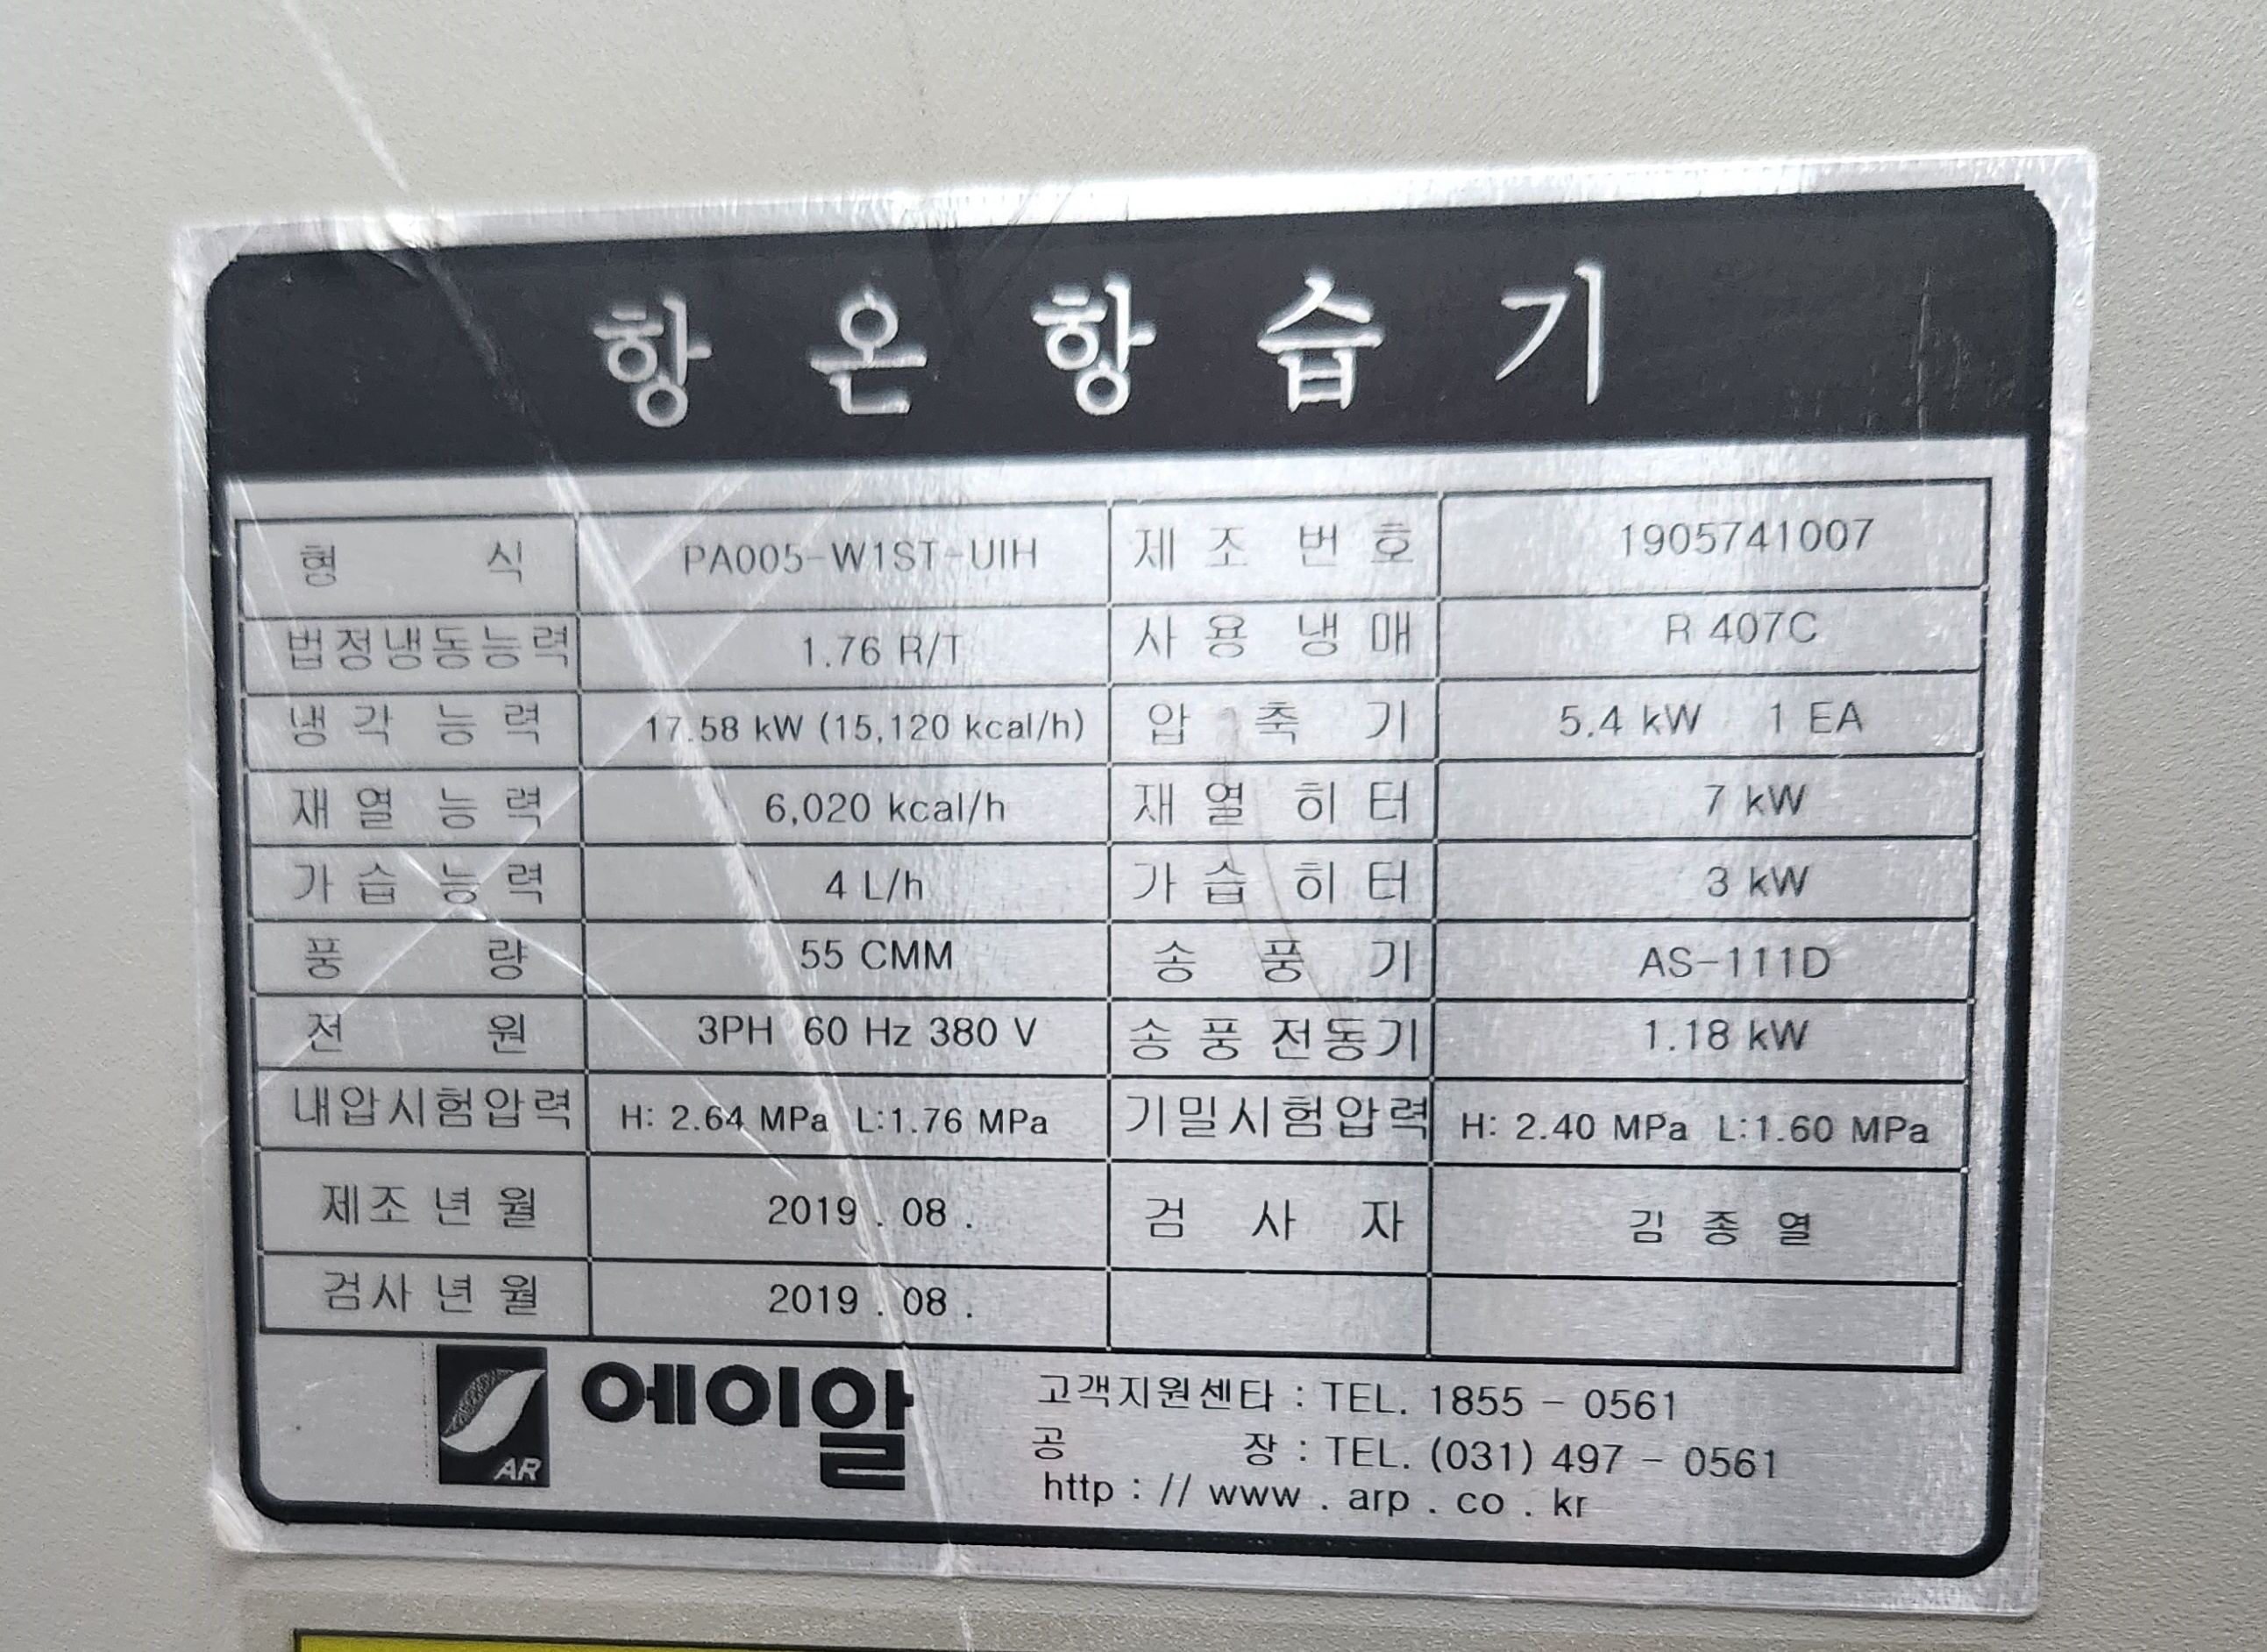 항온항습기
형식 PA005-W1ST-UIH 제조번호 1905741007
법정냉동능력 1.76 R/T 사용냉매 R 407C
냉각능력 17.58 kW (15,120 kcal/h) 압축기 5.4 kW 1 EA
재열능력 6,020 kcal/h 재열히터 7 kW
가습능력 4 L/h 가습히터 3 kW
풍량 55 CMM 송풍기 AS-111D
전원 3PH 60 Hz 380 V 송풍전동기 1.18 kW
내압시험압력 H: 2.64 MPa L:1.76 MPa 기밀시험압력 H: 2.40 MPa L:1.60 MPa
제조년월 2019 . 08 . 검사자 김종열
검사년월 2019 . 08 .
AR 에이알
고객지원센타 : TEL. 1855 - 0561
공장 : TEL. (031) 497 - 0561
http : // www . arp . co . kr